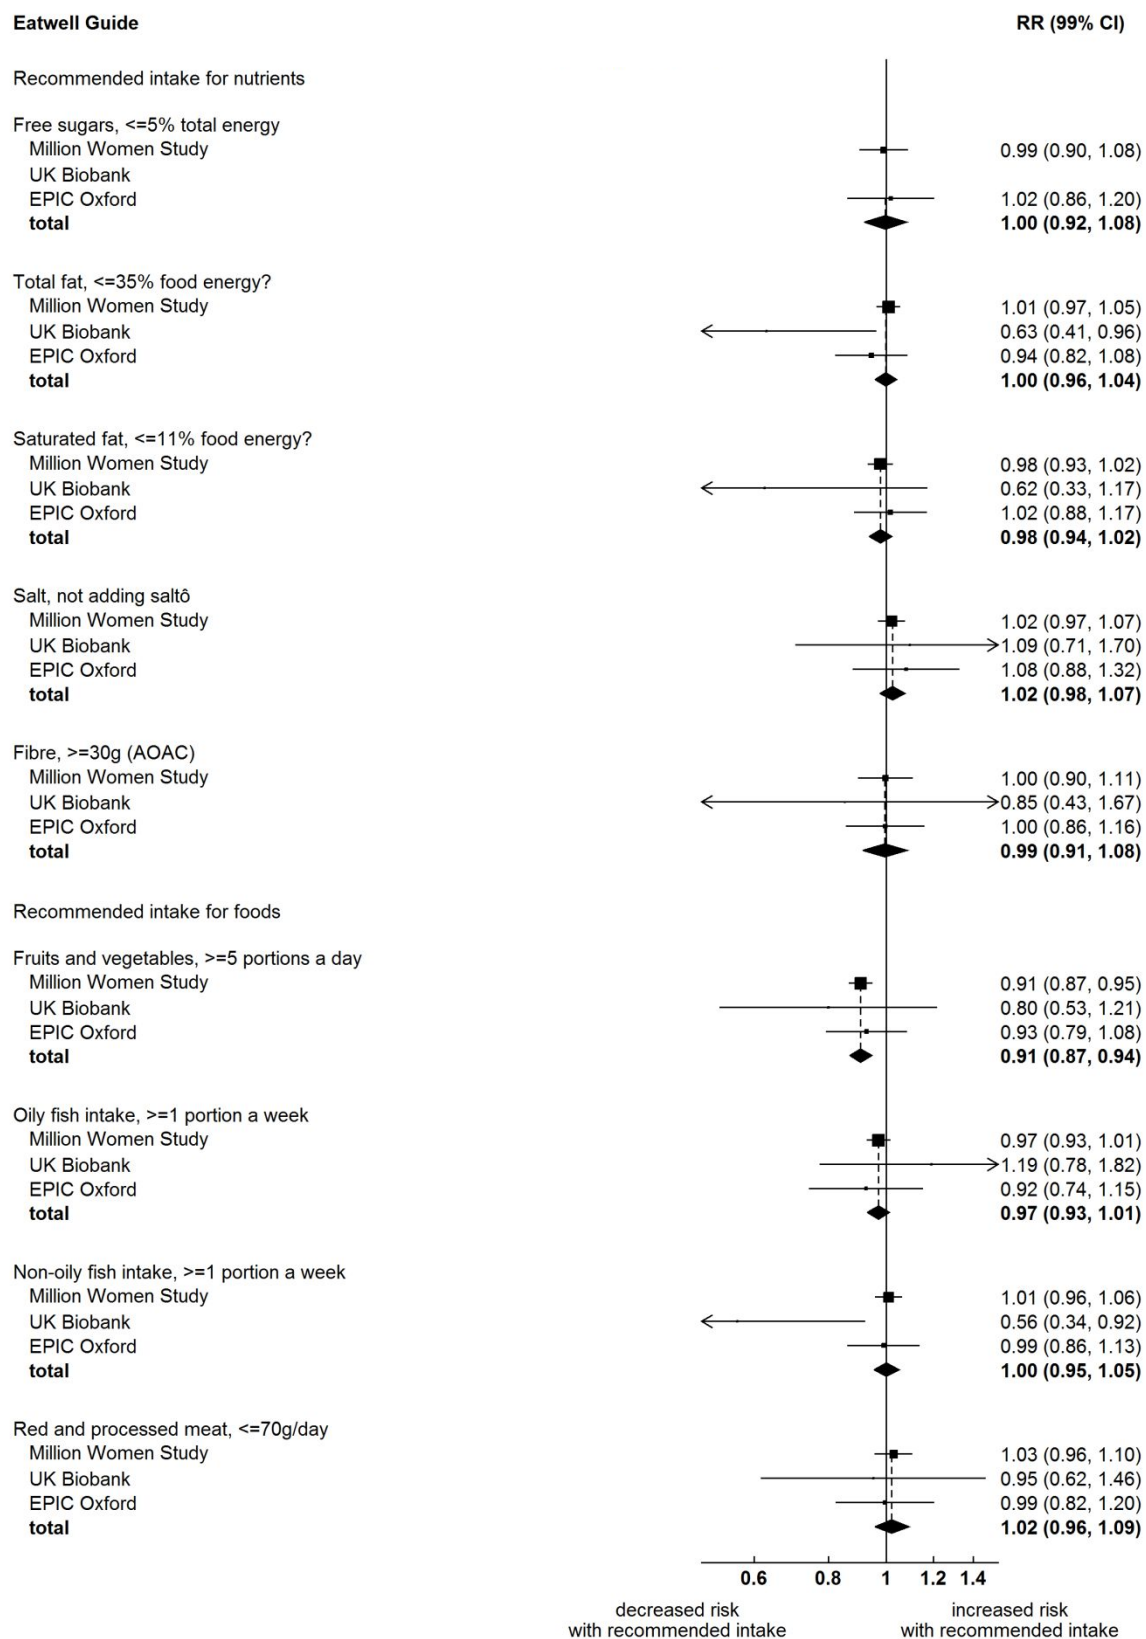 Eatwell Guide RR (99% CI)
Recommended intake for nutrients
Free sugars, <=5% total energy
Million Women Study 0.99 (0.90, 1.08)
UK Biobank
EPIC Oxford 1.02 (0.86, 1.20)
total 1.00 (0.92, 1.08)
Total fat, <=35% food energy?
Million Women Study 1.01 (0.97, 1.05)
UK Biobank 0.63 (0.41, 0.96)
EPIC Oxford 0.94 (0.82, 1.08)
total 1.00 (0.96, 1.04)
Saturated fat, <=11% food energy?
Million Women Study 0.98 (0.93, 1.02)
UK Biobank 0.62 (0.33, 1.17)
EPIC Oxford 1.02 (0.88, 1.17)
total 0.98 (0.94, 1.02)
Salt, not adding saltô
Million Women Study 1.02 (0.97, 1.07)
UK Biobank 1.09 (0.71, 1.70)
EPIC Oxford 1.08 (0.88, 1.32)
total 1.02 (0.98, 1.07)
Fibre, >=30g (AOAC)
Million Women Study 1.00 (0.90, 1.11)
UK Biobank 0.85 (0.43, 1.67)
EPIC Oxford 1.00 (0.86, 1.16)
total 0.99 (0.91, 1.08)
Recommended intake for foods
Fruits and vegetables, >=5 portions a day
Million Women Study 0.91 (0.87, 0.95)
UK Biobank 0.80 (0.53, 1.21)
EPIC Oxford 0.93 (0.79, 1.08)
total 0.91 (0.87, 0.94)
Oily fish intake, >=1 portion a week
Million Women Study 0.97 (0.93, 1.01)
UK Biobank 1.19 (0.78, 1.82)
EPIC Oxford 0.92 (0.74, 1.15)
total 0.97 (0.93, 1.01)
Non-oily fish intake, >=1 portion a week
Million Women Study 1.01 (0.96, 1.06)
UK Biobank 0.56 (0.34, 0.92)
EPIC Oxford 0.99 (0.86, 1.13)
total 1.00 (0.95, 1.05)
Red and processed meat, <=70g/day
Million Women Study 1.03 (0.96, 1.10)
UK Biobank 0.95 (0.62, 1.46)
EPIC Oxford 0.99 (0.82, 1.20)
total 1.02 (0.96, 1.09)
0.6 0.8 1 1.2 1.4
decreased risk increased risk
with recommended intake with recommended intake